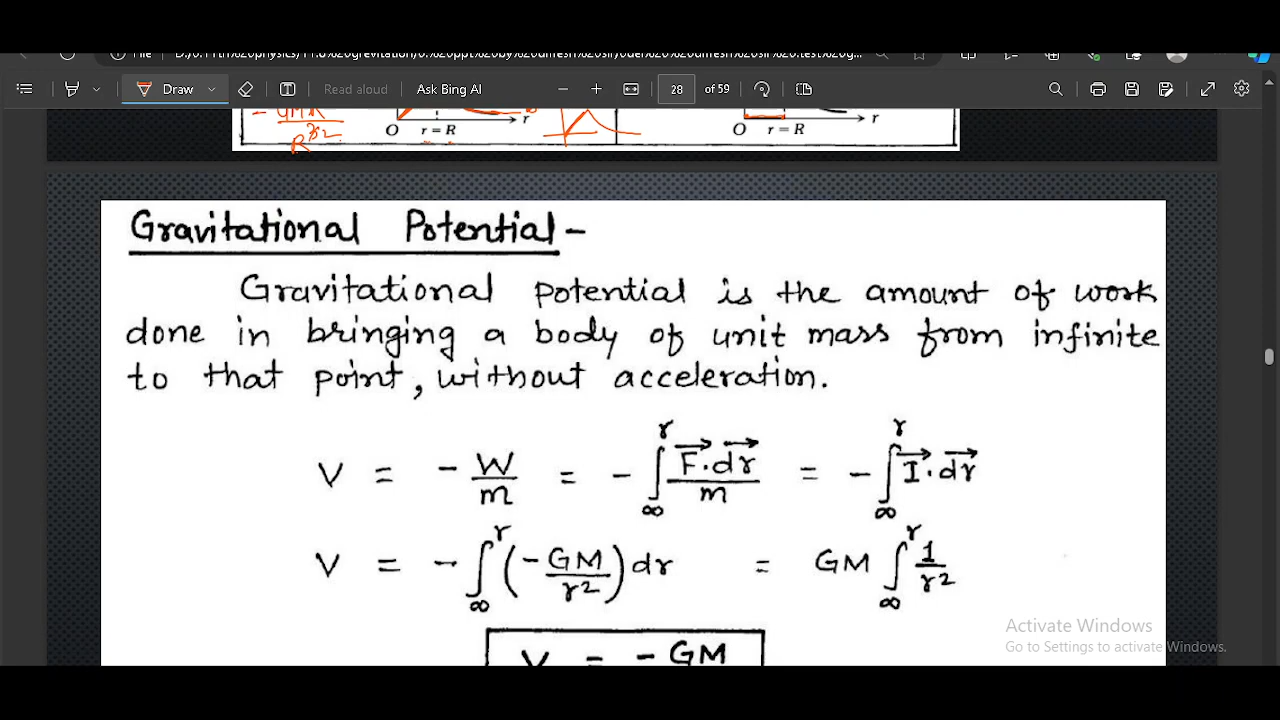 Draw
Read aloud
Ask Bing AI
28 of 59
- GMR
O r = R r
O r = R r
Gravitational Potential -
Gravitational potential is the amount of work
done in bringing a body of unit mass from infinite
to that point, without acceleration.
V = - W/m = - ∫∞^r F⃗.dr⃗/m = - ∫∞^r I⃗.dr⃗
V = - ∫∞^r (-GM/r²) dr = GM ∫∞^r 1/r²
V = - GM
Activate Windows
Go to Settings to activate Windows.